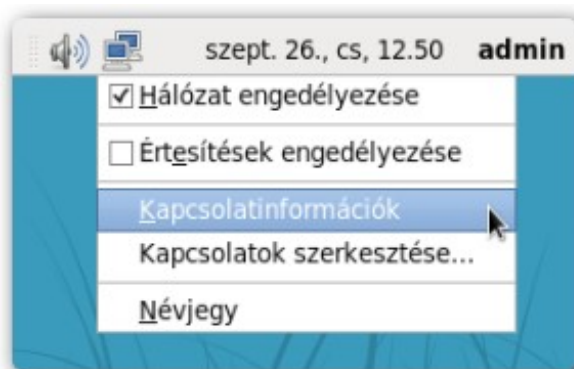 szept. 26., cs, 12.50 admin
Hálózat engedélyezése
Értesítések engedélyezése
Kapcsolatinformációk
Kapcsolatok szerkesztése...
Névjegy